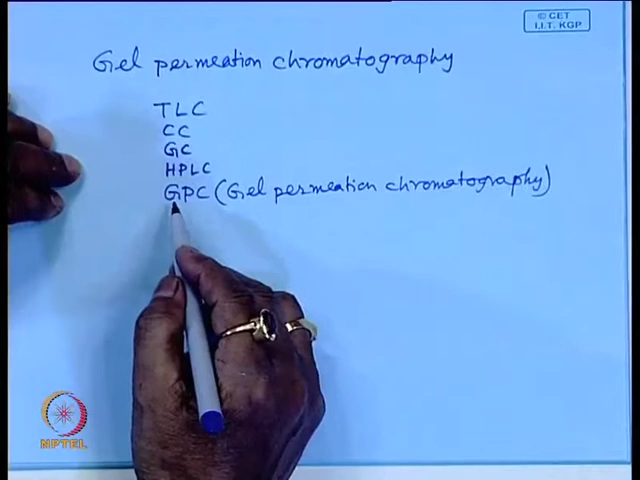 © CET
I.I.T. KGP
Gel permeation chromatography
TLC
CC
GC
HPLC
GPC (Gel permeation chromatography)
NPTEL